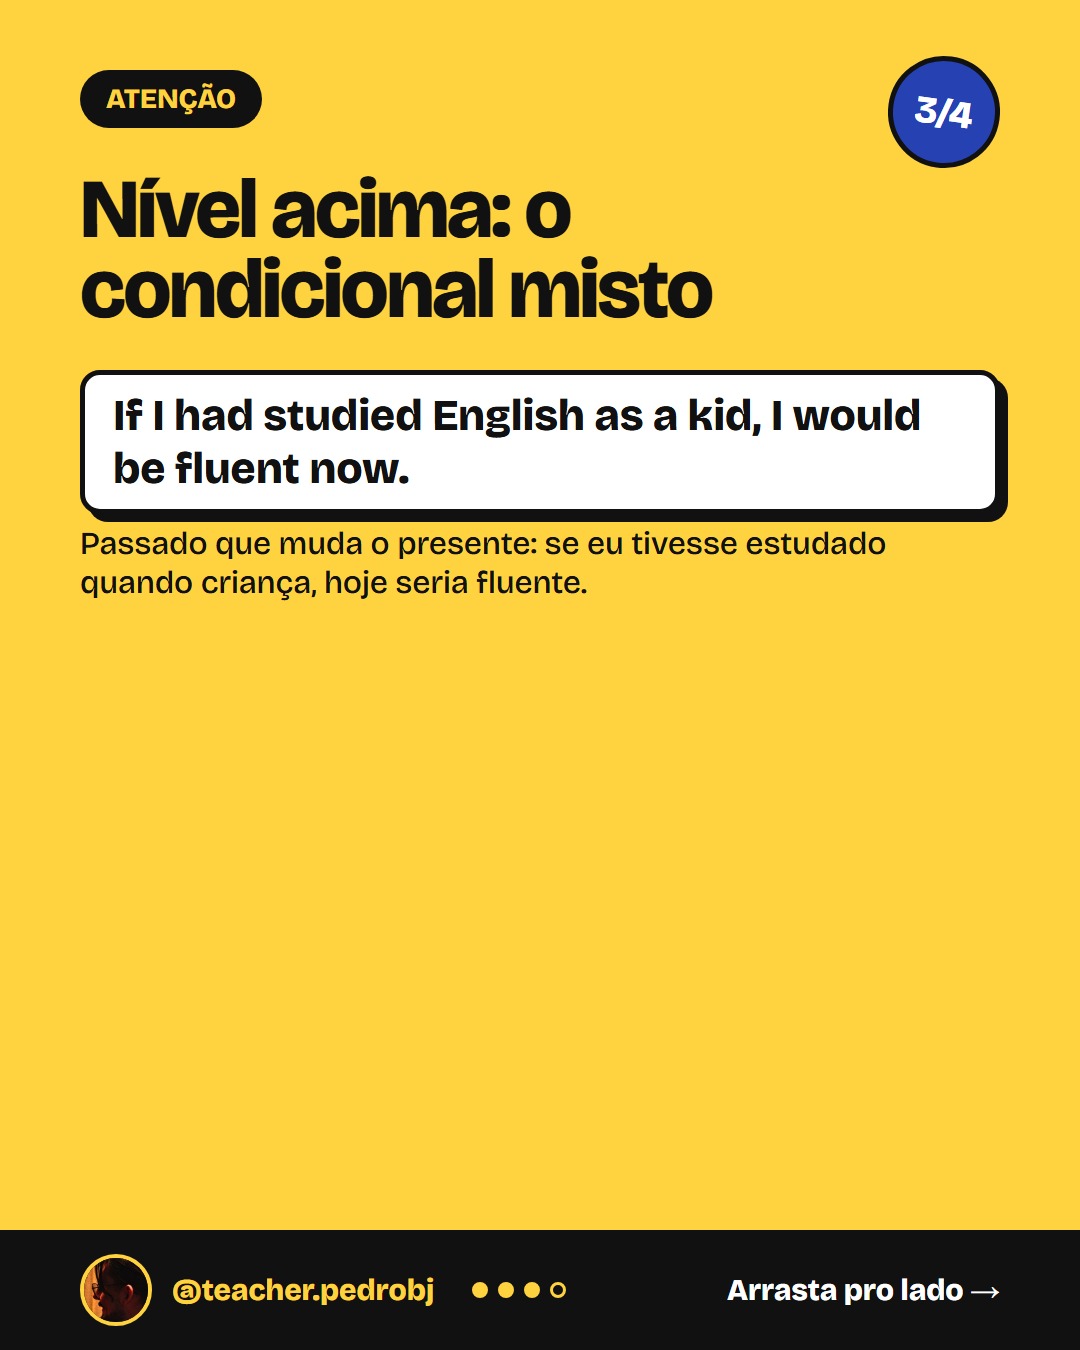 ATENÇÃO
3/4
Nível acima: o
condicional misto
If I had studied English as a kid, I would
be fluent now.
Passado que muda o presente: se eu tivesse estudado
quando criança, hoje seria fluente.
@teacher.pedrobj
Arrasta pro lado →